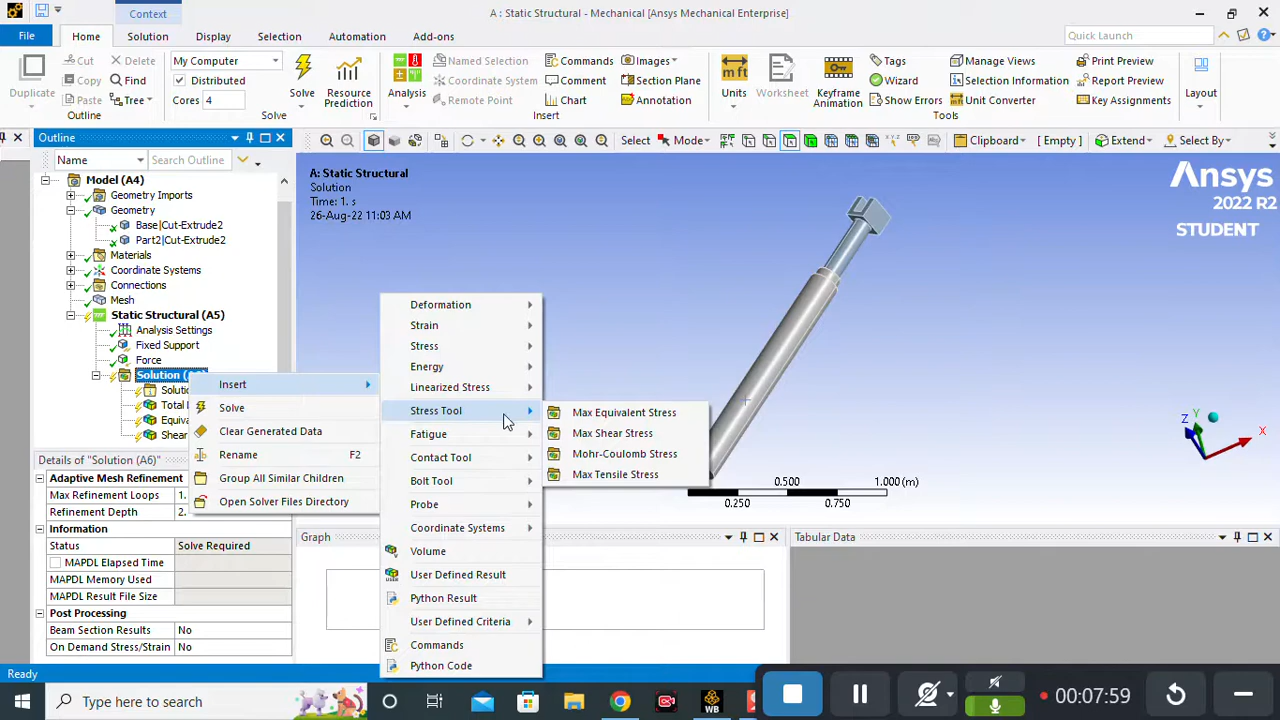 Context
A : Static Structural - Mechanical [Ansys Mechanical Enterprise]
File
Home
Solution
Display
Selection
Automation
Add-ons
Quick Launch
Duplicate
Cut
Delete
Copy
Find
Paste
Tree
Outline
My Computer
Distributed
Cores 4
Solve
Resource Prediction
Solve
Analysis
Named Selection
Coordinate System
Remote Point
Commands
Comment
Chart
Images
Section Plane
Annotation
Insert
Units
Worksheet
Keyframe Animation
Tags
Wizard
Show Errors
Manage Views
Selection Information
Unit Converter
Print Preview
Report Preview
Key Assignments
Tools
Layout
Outline
Select
Mode
Clipboard
[ Empty ]
Extend
Select By
Name
Search Outline
Model (A4)
Geometry Imports
Geometry
Base|Cut-Extrude2
Part2|Cut-Extrude2
Materials
Coordinate Systems
Connections
Mesh
Static Structural (A5)
Analysis Settings
Fixed Support
Force
Solution
Solutio
Total
Equiva
Shear
A: Static Structural
Solution
Time: 1. s
26-Aug-22 11:03 AM
Ansys
2022 R2
STUDENT
Insert
Solve
Clear Generated Data
Rename F2
Group All Similar Children
Open Solver Files Directory
Deformation
Strain
Stress
Energy
Linearized Stress
Stress Tool
Fatigue
Contact Tool
Bolt Tool
Probe
Coordinate Systems
Volume
User Defined Result
Python Result
User Defined Criteria
Commands
Python Code
Max Equivalent Stress
Max Shear Stress
Mohr-Coulomb Stress
Max Tensile Stress
Z
Y
X
0.500 1.000 (m)
0.250 0.750
Details of "Solution (A6)"
Adaptive Mesh Refinement
Max Refinement Loops 1.
Refinement Depth 2.
Information
Status Solve Required
MAPDL Elapsed Time
MAPDL Memory Used
MAPDL Result File Size
Post Processing
Beam Section Results No
On Demand Stress/Strain No
Graph
Tabular Data
Ready
Type here to search
WB
00:07:59